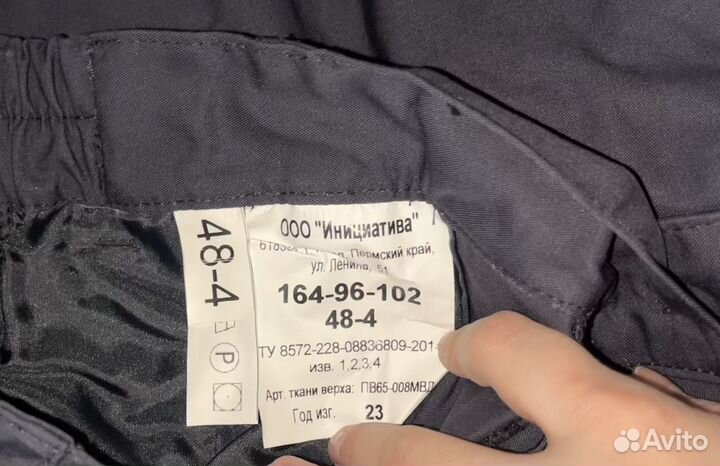 48-4
P
ООО "Инициатива"
Пермский край,
ул. Ленина, 51
164-96-102
48-4
ТУ 8572-228-08836809-201
изв. 1,2,3,4
Арт. ткани верха: ПВ65-008МВД
Год изг. 23
Avito